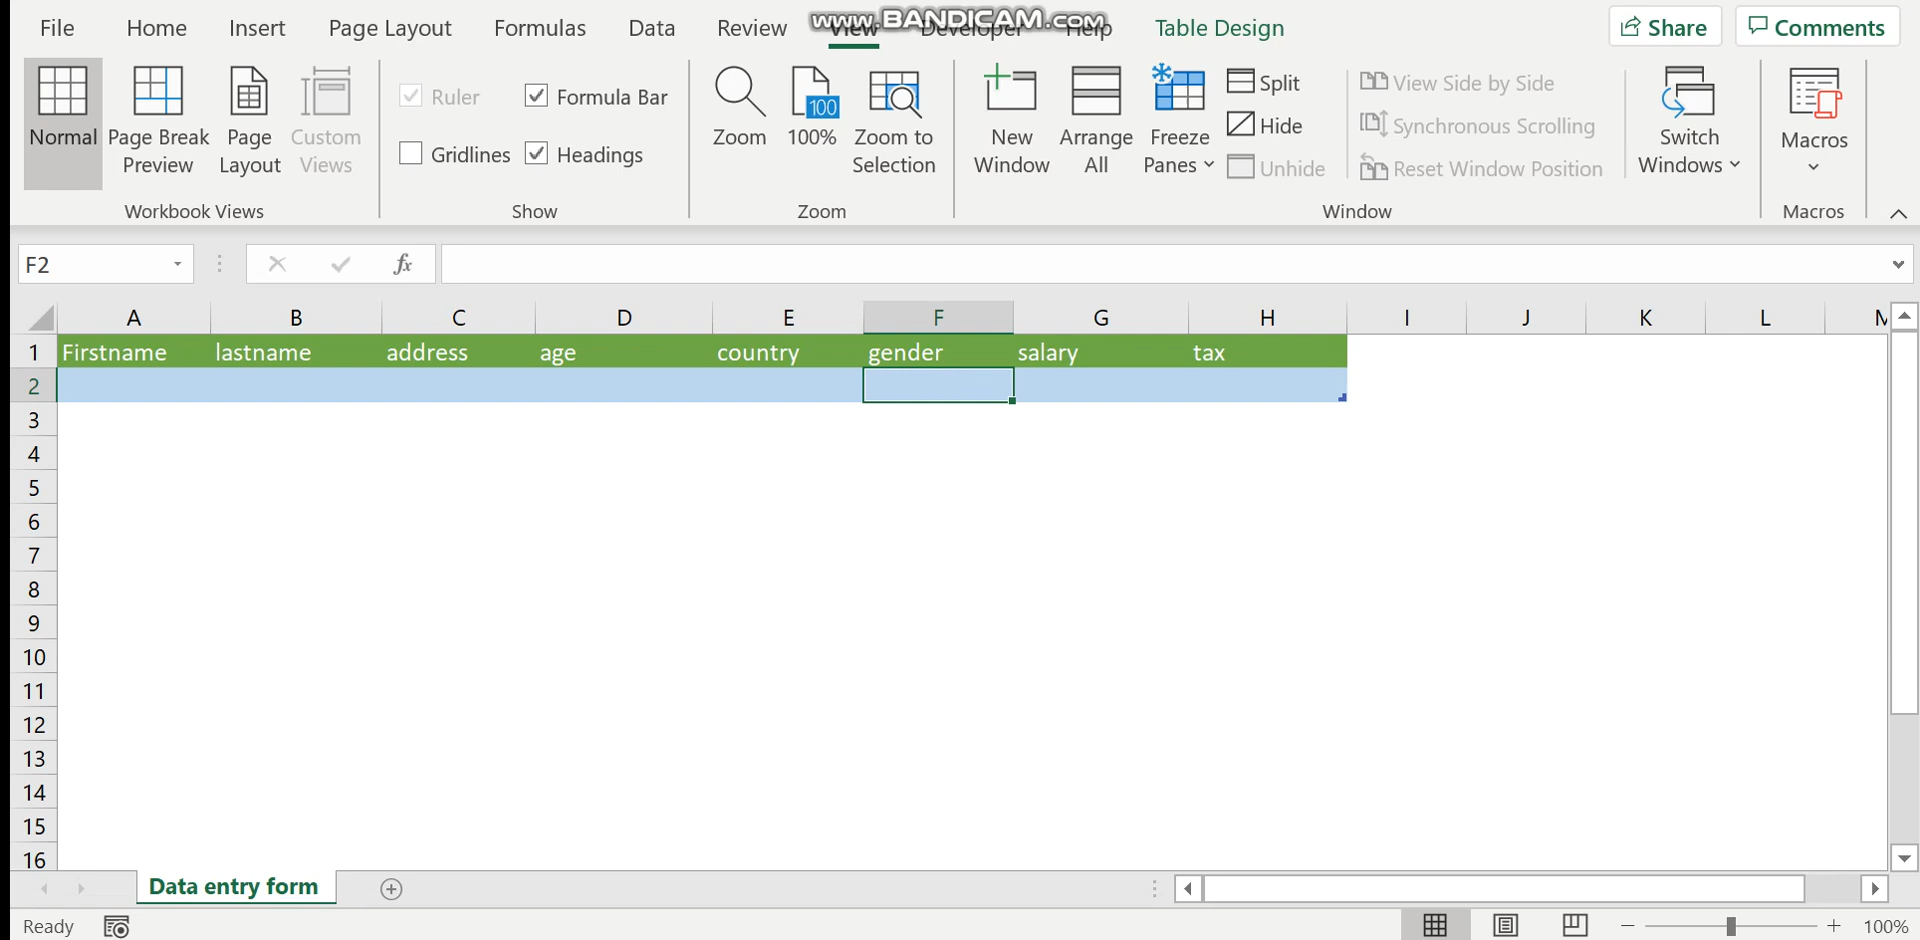 www.BANDICAM.com
File Home Insert Page Layout Formulas Data Review View Developer Help Table Design Share Comments
Normal Page Break Preview Page Layout Custom Views
Ruler Formula Bar
Gridlines Headings
Zoom 100 100% Zoom to Selection
New Window Arrange All Freeze Panes
Split
Hide
Unhide
View Side by Side
Synchronous Scrolling
Reset Window Position
Switch Windows
Macros
Workbook Views Show Zoom Window Macros
F2 fx
A B C D E F G H I J K L M
1 Firstname lastname address age country gender salary tax
2
3
4
5
6
7
8
9
10
11
12
13
14
15
16
Data entry form
Ready 100%